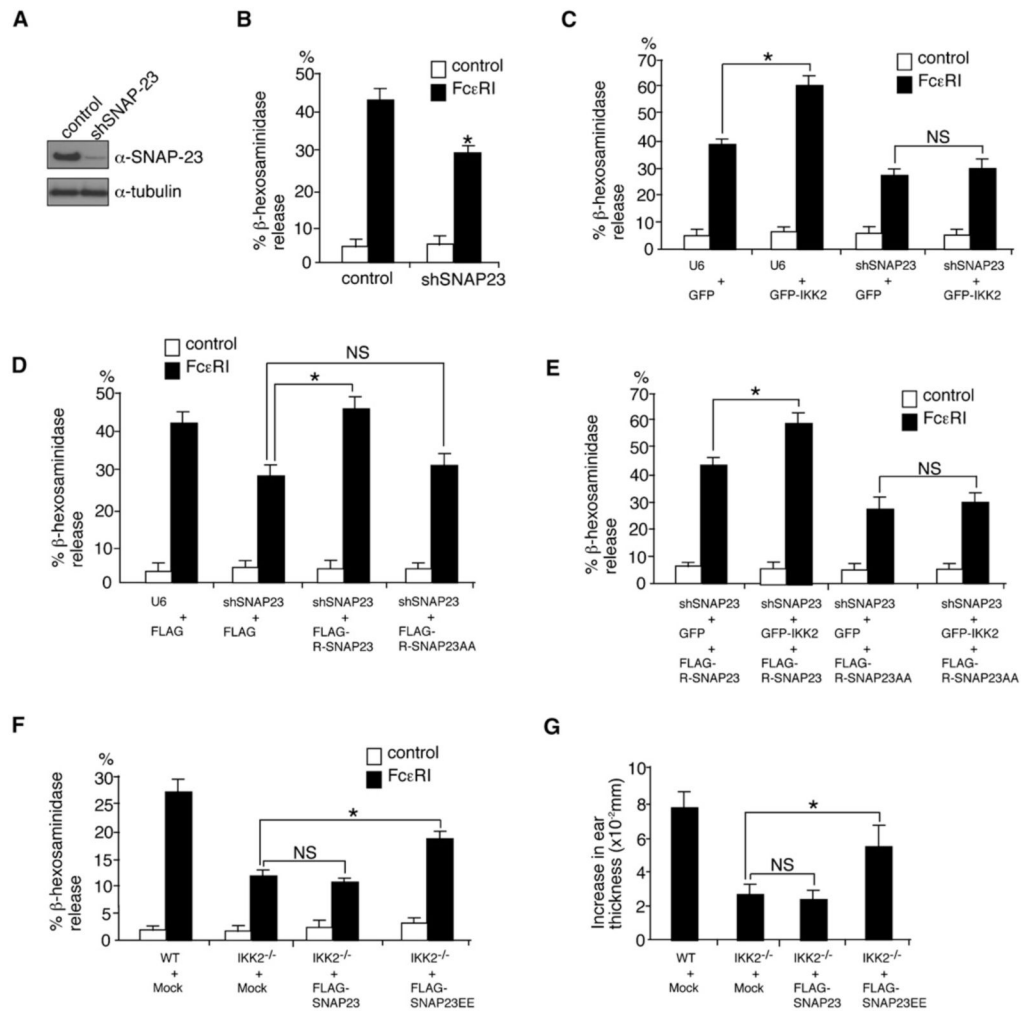 A
control
shSNAP-23
α-SNAP-23
α-tubulin
B
%
control
FcεRI
50
40
30
20
10
0
% β-hexosaminidase
release
*
control
shSNAP23
C
%
control
FcεRI
70
60
50
40
30
20
10
0
% β-hexosaminidase
release
*
NS
U6
+
GFP
U6
+
GFP-IKK2
shSNAP23
+
GFP
shSNAP23
+
GFP-IKK2
D
%
control
FcεRI
50
40
30
20
10
0
% β-hexosaminidase
release
NS
*
U6
+
FLAG
shSNAP23
+
FLAG
shSNAP23
+
FLAG-
R-SNAP23
shSNAP23
+
FLAG-
R-SNAP23AA
E
%
control
FcεRI
70
60
50
40
30
20
10
0
% β-hexosaminidase
release
*
NS
shSNAP23
+
GFP
+
FLAG-
R-SNAP23
shSNAP23
+
GFP-IKK2
+
FLAG-
R-SNAP23
shSNAP23
+
GFP
+
FLAG-
R-SNAP23AA
shSNAP23
+
GFP-IKK2
+
FLAG-
R-SNAP23AA
F
%
control
FcεRI
30
25
20
15
10
5
0
% β-hexosaminidase
release
*
NS
WT
+
Mock
IKK2-/-
+
Mock
IKK2-/-
+
FLAG-
SNAP23
IKK2-/-
+
FLAG-
SNAP23EE
G
10
8
6
4
2
0
Increase in ear
thickness (x10-2mm)
*
NS
WT
+
Mock
IKK2-/-
+
Mock
IKK2-/-
+
FLAG-
SNAP23
IKK2-/-
+
FLAG-
SNAP23EE